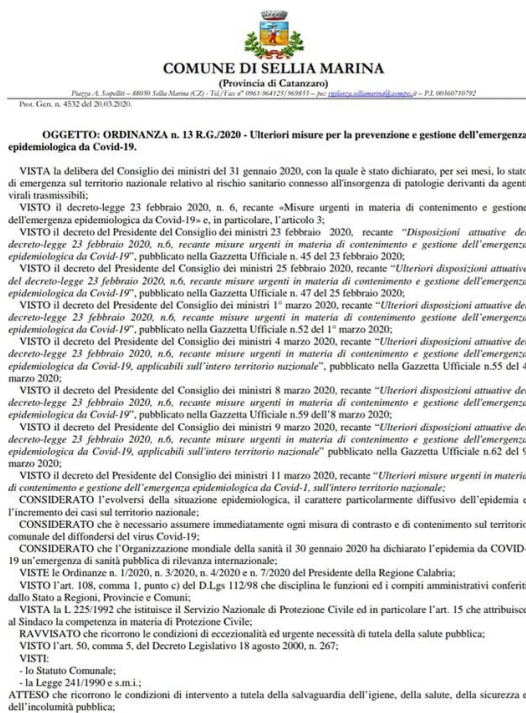 COMUNE DI SELLIA MARINA
(Provincia di Catanzaro)
Piazza A. Scopelliti – 88050 Sellia Marina (CZ) - Tel./Fax n° 0961-964125/969855 – pec: vigilanza.selliamarina@asmepec.it – P.I. 00360710792
Prot. Gen. n. 4532 del 20.03.2020.
OGGETTO: ORDINANZA n. 13 R.G./2020 - Ulteriori misure per la prevenzione e gestione dell'emergenza
epidemiologica da Covid-19.
VISTA la delibera del Consiglio dei ministri del 31 gennaio 2020, con la quale è stato dichiarato, per sei mesi, lo stato
di emergenza sul territorio nazionale relativo al rischio sanitario connesso all'insorgenza di patologie derivanti da agenti
virali trasmissibili;
VISTO il decreto-legge 23 febbraio 2020, n. 6, recante «Misure urgenti in materia di contenimento e gestione
dell'emergenza epidemiologica da Covid-19» e, in particolare, l'articolo 3;
VISTO il decreto del Presidente del Consiglio dei ministri 23 febbraio 2020, recante "Disposizioni attuative del
decreto-legge 23 febbraio 2020, n.6, recante misure urgenti in materia di contenimento e gestione dell'emergenza
epidemiologica da Covid-19", pubblicato nella Gazzetta Ufficiale n. 45 del 23 febbraio 2020;
VISTO il decreto del Presidente del Consiglio dei ministri 25 febbraio 2020, recante "Ulteriori disposizioni attuative
del decreto-legge 23 febbraio 2020, n.6, recante misure urgenti in materia di contenimento e gestione dell'emergenza
epidemiologica da Covid-19", pubblicato nella Gazzetta Ufficiale n. 47 del 25 febbraio 2020;
VISTO il decreto del Presidente del Consiglio dei ministri 1° marzo 2020, recante "Ulteriori disposizioni attuative del
decreto-legge 23 febbraio 2020, n. 6, recante misure urgenti in materia di contenimento e gestione dell'emergenza
epidemiologica da Covid-19", pubblicato nella Gazzetta Ufficiale n.52 del 1° marzo 2020;
VISTO il decreto del Presidente del Consiglio dei ministri 4 marzo 2020, recante "Ulteriori disposizioni attuative del
decreto-legge 23 febbraio 2020, n. 6, recante misure urgenti in materia di contenimento e gestione dell'emergenza
epidemiologica da Covid-19, applicabili sull'intero territorio nazionale", pubblicato nella Gazzetta Ufficiale n.55 del 4
marzo 2020;
VISTO il decreto del Presidente del Consiglio dei ministri 8 marzo 2020, recante "Ulteriori disposizioni attuative del
decreto-legge 23 febbraio 2020, n. 6, recante misure urgenti in materia di contenimento e gestione dell'emergenza
epidemiologica da Covid-19", pubblicato nella Gazzetta Ufficiale n.59 dell'8 marzo 2020;
VISTO il decreto del Presidente del Consiglio dei ministri 9 marzo 2020, recante "Ulteriori disposizioni attuative del
decreto-legge 23 febbraio 2020, n. 6, recante misure urgenti in materia di contenimento e gestione dell'emergenza
epidemiologica da Covid-19, applicabili sull'intero territorio nazionale" pubblicato nella Gazzetta Ufficiale n.62 del 9
marzo 2020;
VISTO il decreto del Presidente del Consiglio dei ministri 11 marzo 2020, recante "Ulteriori misure urgenti in materia
di contenimento e gestione dell'emergenza epidemiologica da Covid-1, sull'intero territorio nazionale;
CONSIDERATO l'evolversi della situazione epidemiologica, il carattere particolarmente diffusivo dell'epidemia e
l'incremento dei casi sul territorio nazionale;
CONSIDERATO che è necessario assumere immediatamente ogni misura di contrasto e di contenimento sul territorio
comunale del diffondersi del virus Covid-19;
CONSIDERATO che l'Organizzazione mondiale della sanità il 30 gennaio 2020 ha dichiarato l'epidemia da COVID-
19 un'emergenza di sanità pubblica di rilevanza internazionale;
VISTE le Ordinanze n. 1/2020, n. 3/2020, n. 4/2020 e n. 7/2020 del Presidente della Regione Calabria;
VISTO l'art. 108, comma 1, punto c) del D.Lgs 112/98 che disciplina le funzioni ed i compiti amministrativi conferiti
dallo Stato a Regioni, Provincie e Comuni;
VISTA la L 225/1992 che istituisce il Servizio Nazionale di Protezione Civile ed in particolare l'art. 15 che attribuisce
al Sindaco la competenza in materia di Protezione Civile;
RAVVISATO che ricorrono le condizioni di eccezionalità ed urgente necessità di tutela della salute pubblica;
VISTO l'art. 50, comma 5, del Decreto Legislativo 18 agosto 2000, n. 267;
VISTI:
- lo Statuto Comunale;
- la Legge 241/1990 e s.m.i.;
ATTESO che ricorrono le condizioni di intervento a tutela della salvaguardia dell'igiene, della salute, della sicurezza e
dell'incolumità pubblica;